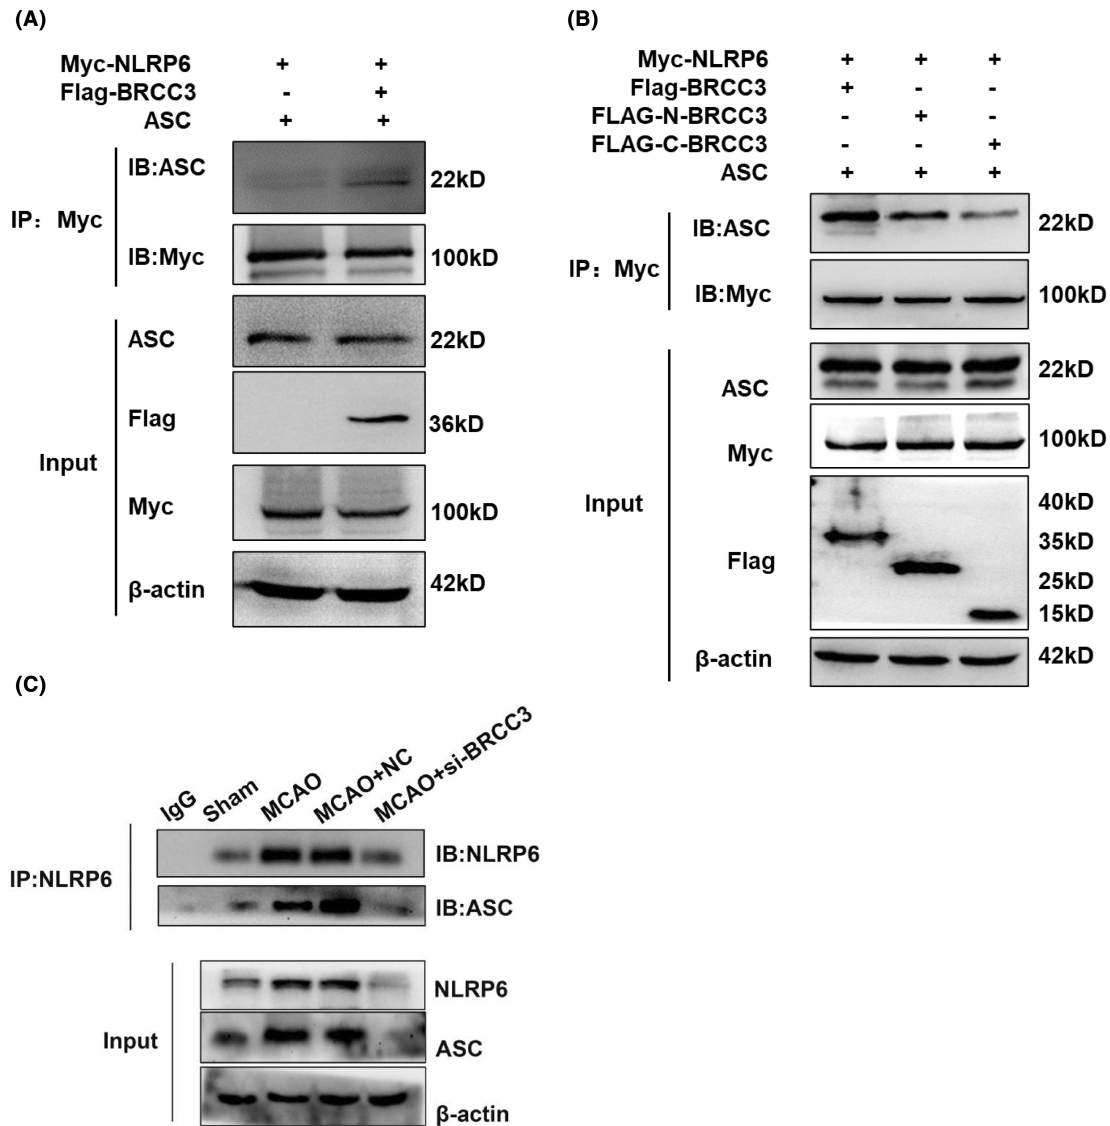 (A)
Myc-NLRP6 + +
Flag-BRCC3 - +
ASC + +
IP: Myc
IB:ASC 22kD
IB:Myc 100kD
Input
ASC 22kD
Flag 36kD
Myc 100kD
β-actin 42kD
(B)
Myc-NLRP6 + + +
Flag-BRCC3 + - -
FLAG-N-BRCC3 - + -
FLAG-C-BRCC3 - - +
ASC + + +
IP: Myc
IB:ASC 22kD
IB:Myc 100kD
Input
ASC 22kD
Myc 100kD
Flag
40kD
35kD
25kD
15kD
β-actin 42kD
(C)
IgG Sham MCAO MCAO+NC MCAO+si-BRCC3
IP:NLRP6
IB:NLRP6
IB:ASC
Input
NLRP6
ASC
β-actin